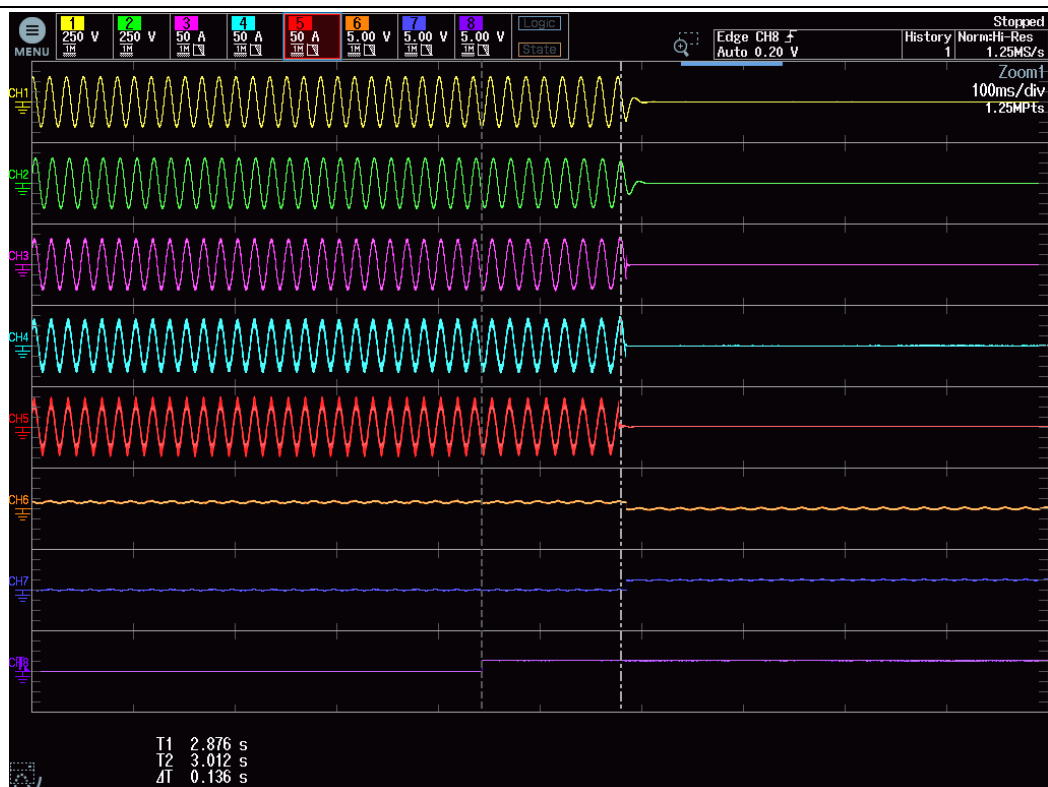 1 2 3 4 5 6 7 8 Logic Stopped
250 V 250 V 50 A 50 A 50 A 5.00 V 5.00 V 5.00 V Edge CH8 History Norm:Hi-Res
MENU 1M 1M 1M 1M 1M 1M 1M 1M State Auto 0.20 V 1 1.25MS/s
Zoom1
100ms/div
1.25MPts
CH1
CH2
CH3
CH4
CH5
CH6
CH7
T1 2.876 s
T2 3.012 s
ΔT 0.136 s